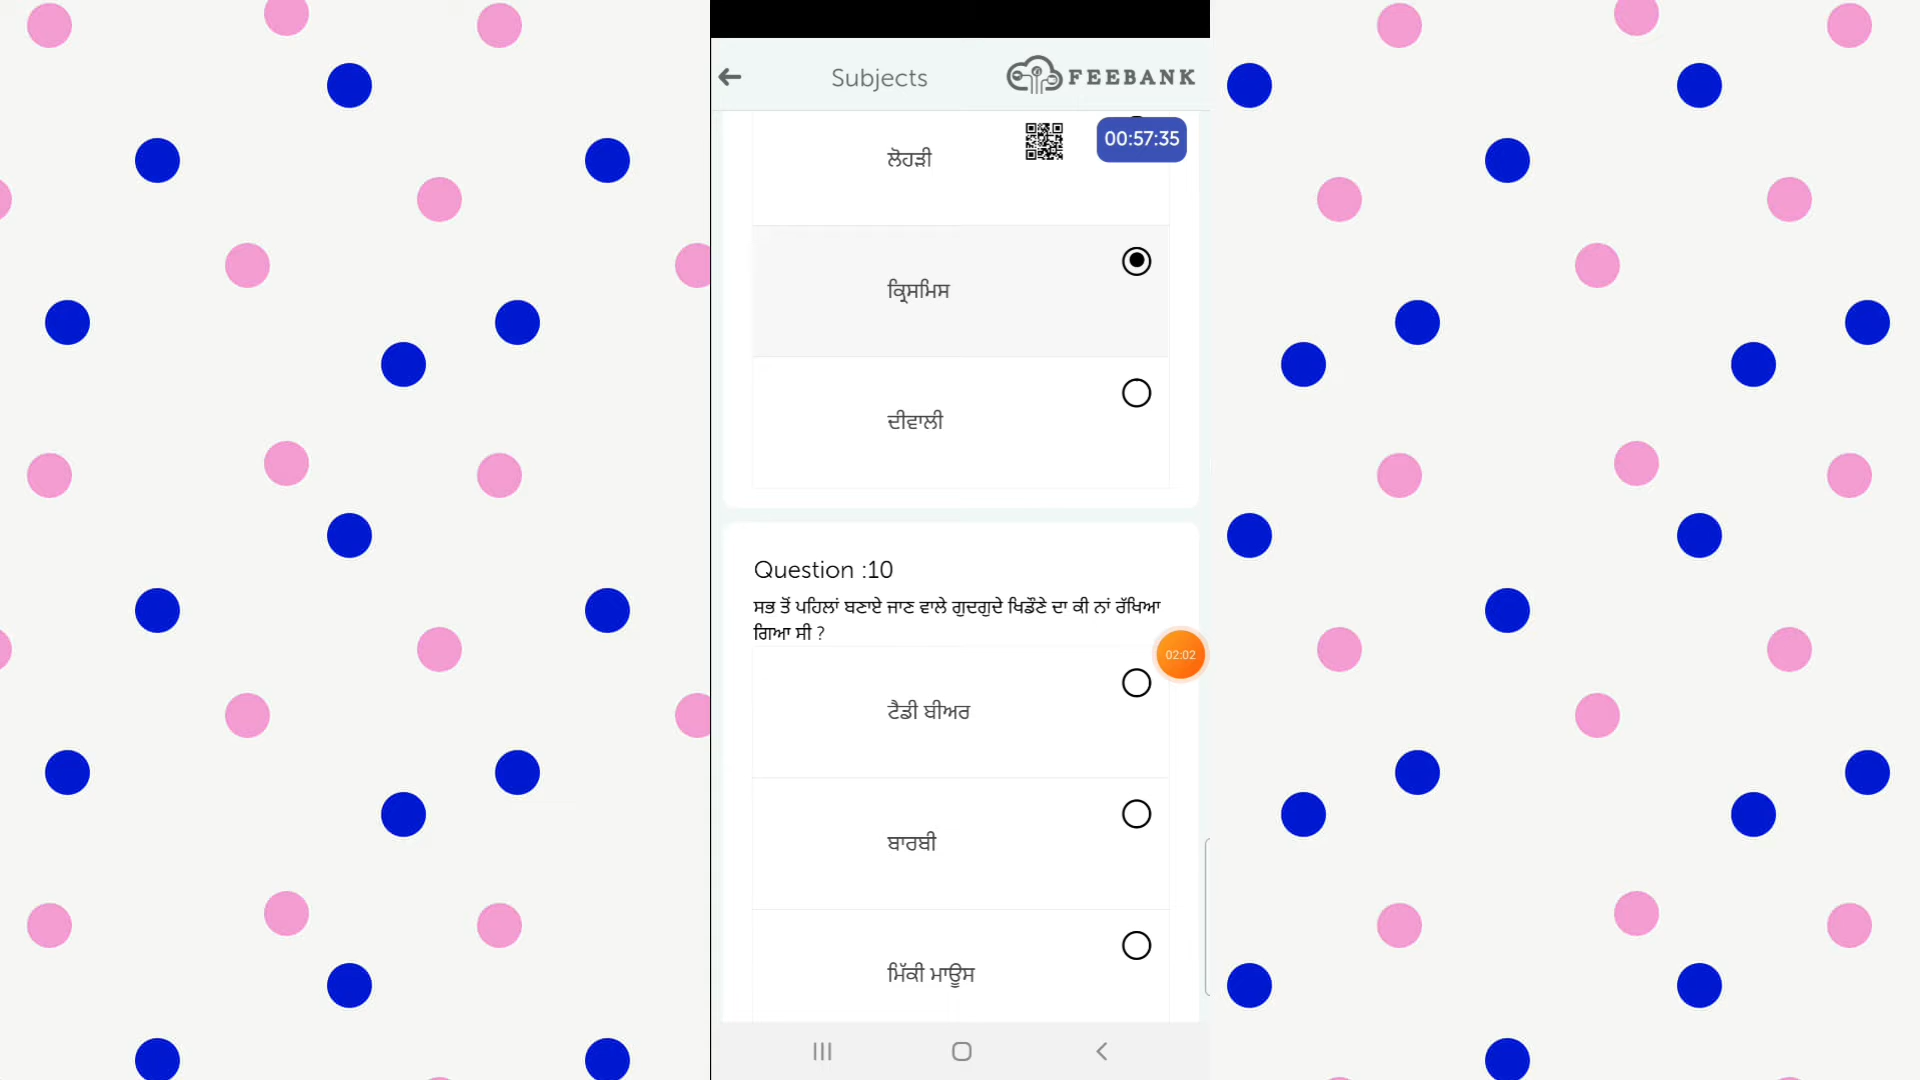 Subjects
FEEBANK
00:57:35
ਲੋਹੜੀ
ਕ੍ਰਿਸਮਿਸ
ਦੀਵਾਲੀ
Question :10
ਸਭ ਤੋਂ ਪਹਿਲਾਂ ਬਣਾਏ ਜਾਣ ਵਾਲੇ ਗੁਦਗੁਦੇ ਖਿਡੌਣੇ ਦਾ ਕੀ ਨਾਂ ਰੱਖਿਆ
ਗਿਆ ਸੀ ?
02:02
ਟੈਡੀ ਬੀਅਰ
ਬਾਰਬੀ
ਮਿੱਕੀ ਮਾਊਸ